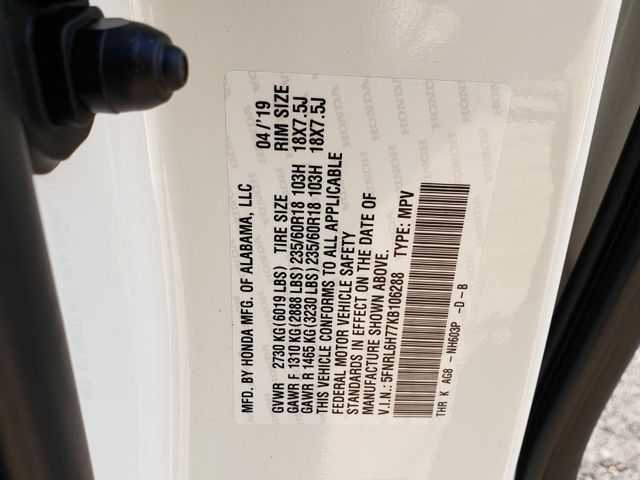 MFD. BY HONDA MFG. OF ALABAMA, LLC 04/'19
GVWR 2730 KG(6019 LBS) TIRE SIZE RIM SIZE
GAWR F 1310 KG(2888 LBS)235/60R18 103H 18X7.5J
GAWR R 1465 KG(3230 LBS)235/60R18 103H 18X7.5J
THIS VEHICLE CONFORMS TO ALL APPLICABLE
FEDERAL MOTOR VEHICLE SAFETY
STANDARDS IN EFFECT ON THE DATE OF
MANUFACTURE SHOWN ABOVE.
V.I.N.: 5FNRL6H77KB106288 TYPE: MPV
THR K AG8 -NH603P -D-B